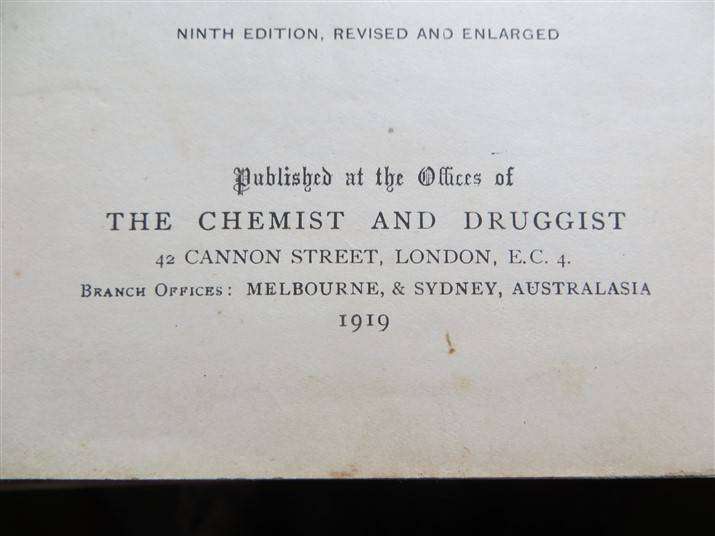 NINTH EDITION, REVISED AND ENLARGED
Published at the Offices of
THE CHEMIST AND DRUGGIST
42 CANNON STREET, LONDON, E.C. 4.
BRANCH OFFICES: MELBOURNE, & SYDNEY, AUSTRALASIA
1919